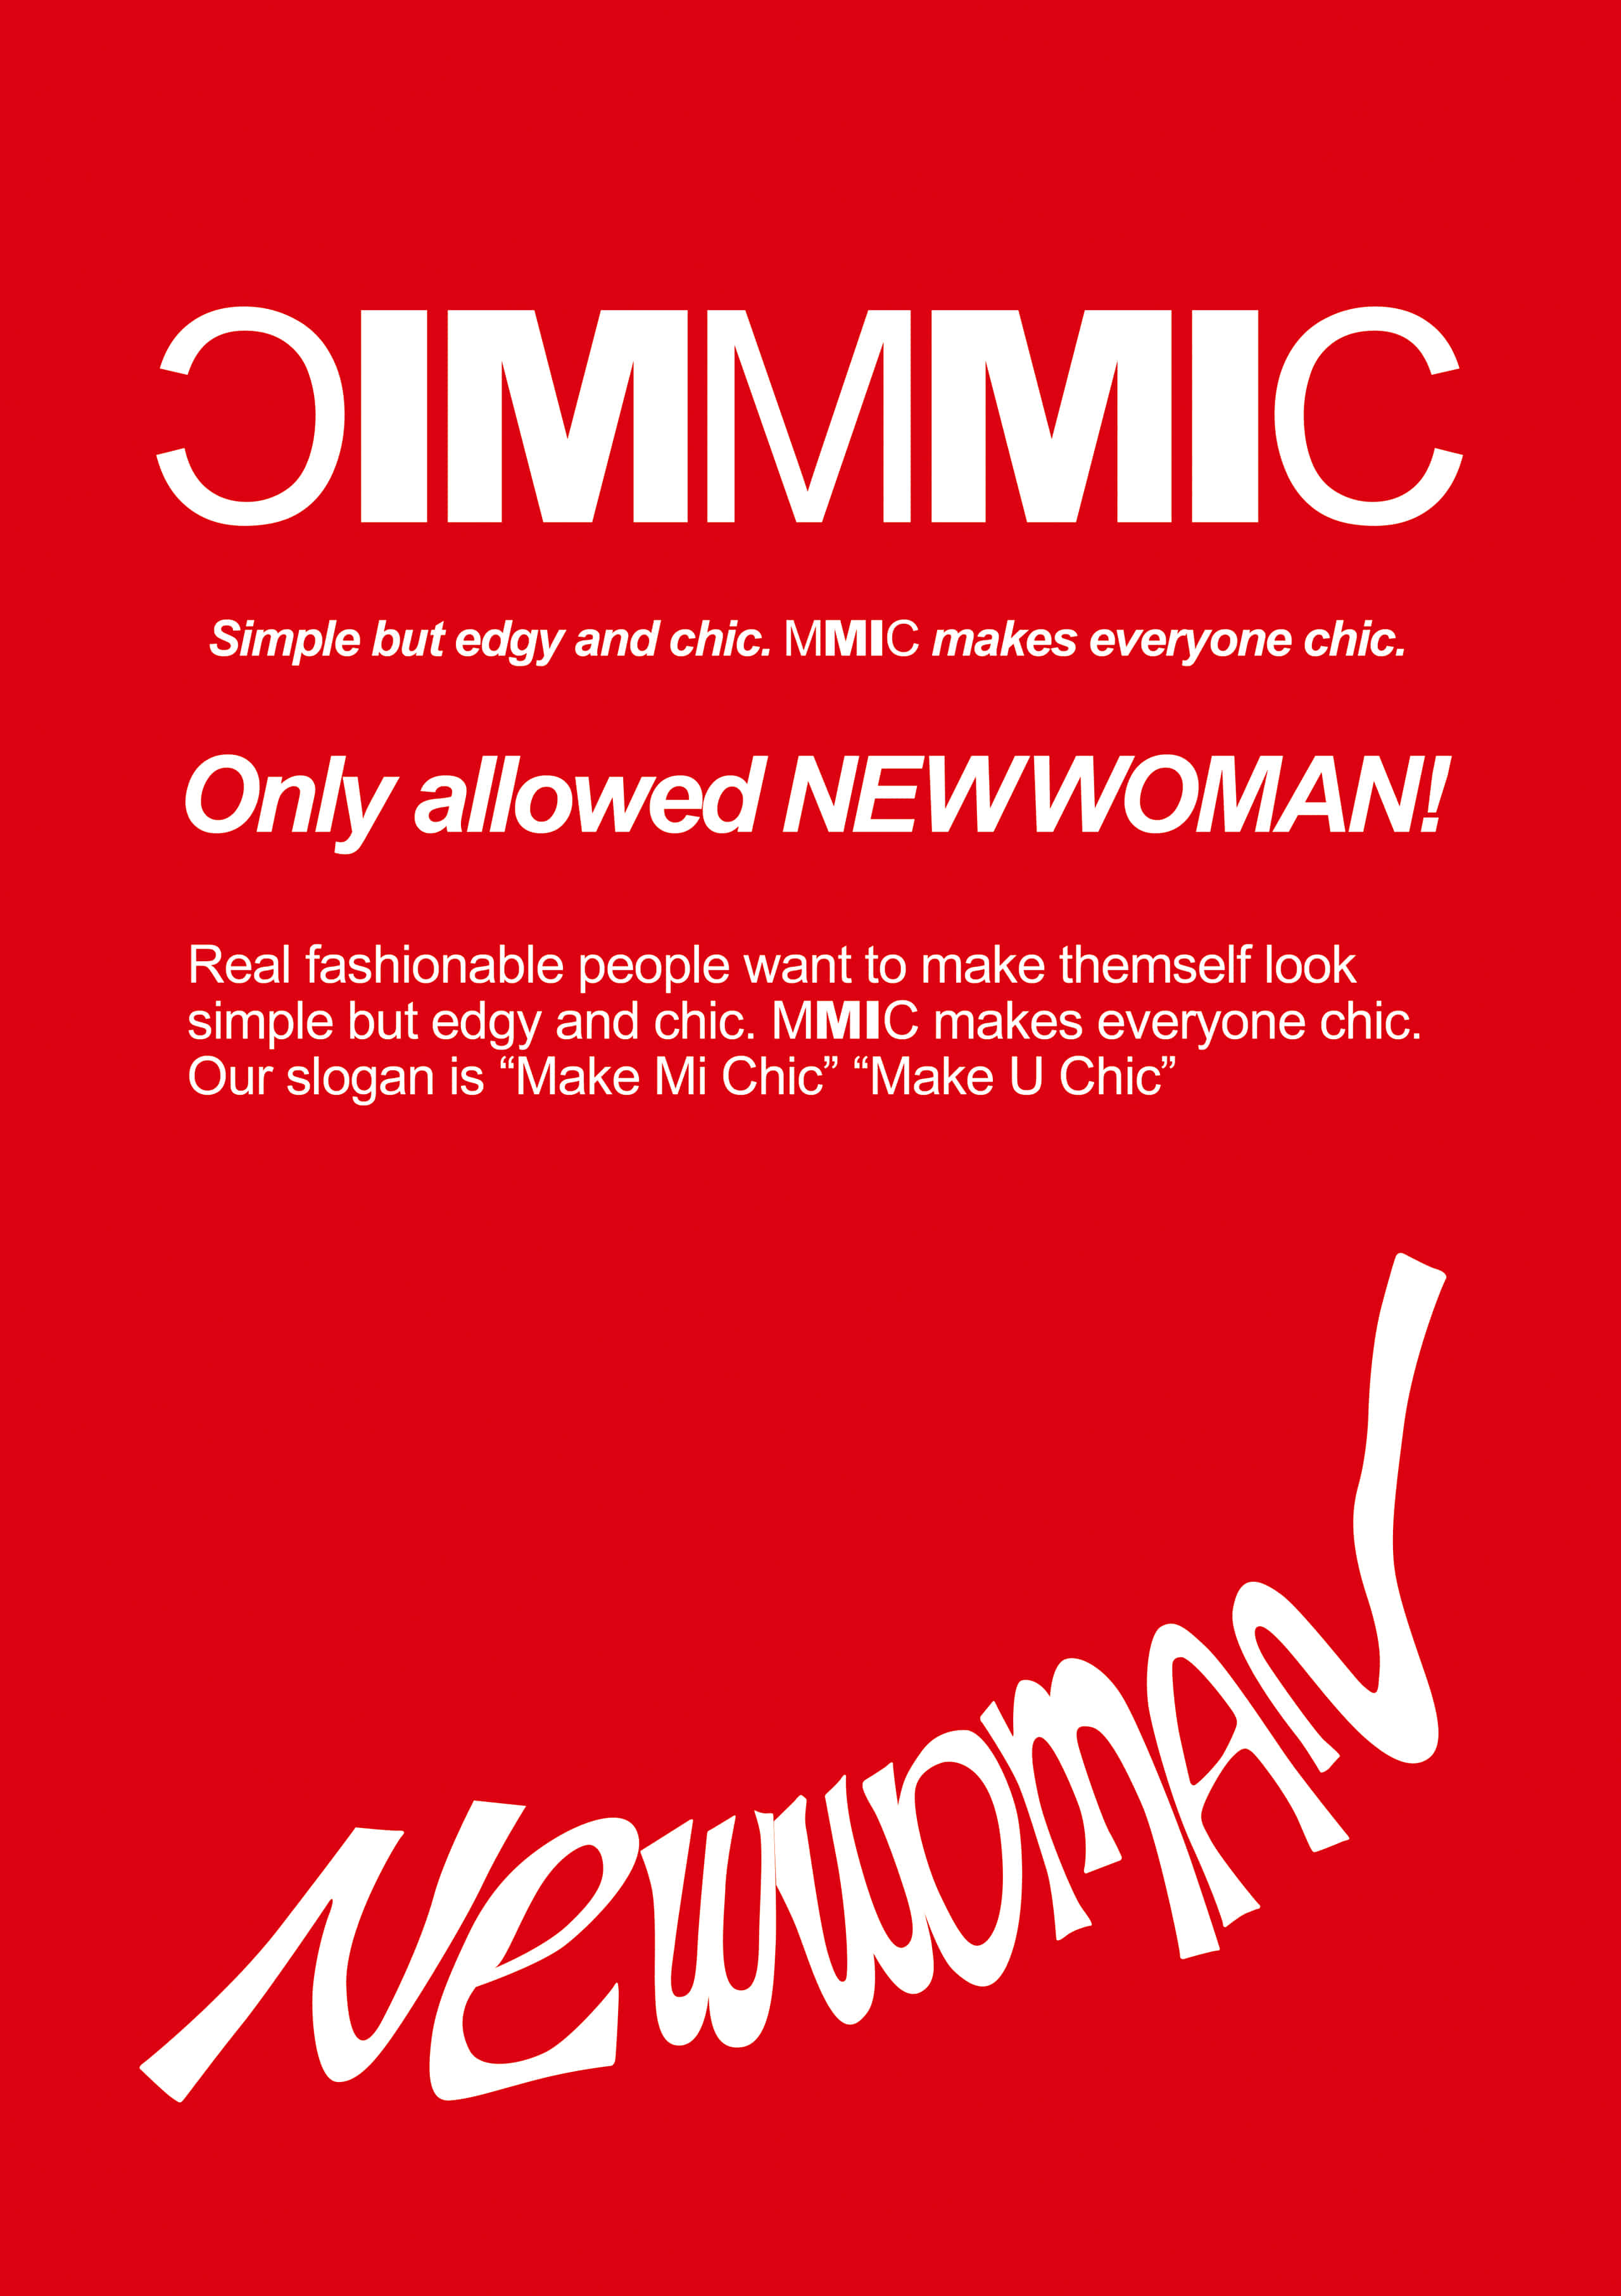 ƆIMMMIC
Simple but edgy and chic. MMIC makes everyone chic.
Only allowed NEWWOMAN!
Real fashionable people want to make themself look
simple but edgy and chic. MMIC makes everyone chic.
Our slogan is “Make Mi Chic” “Make U Chic”
NewwOmAN